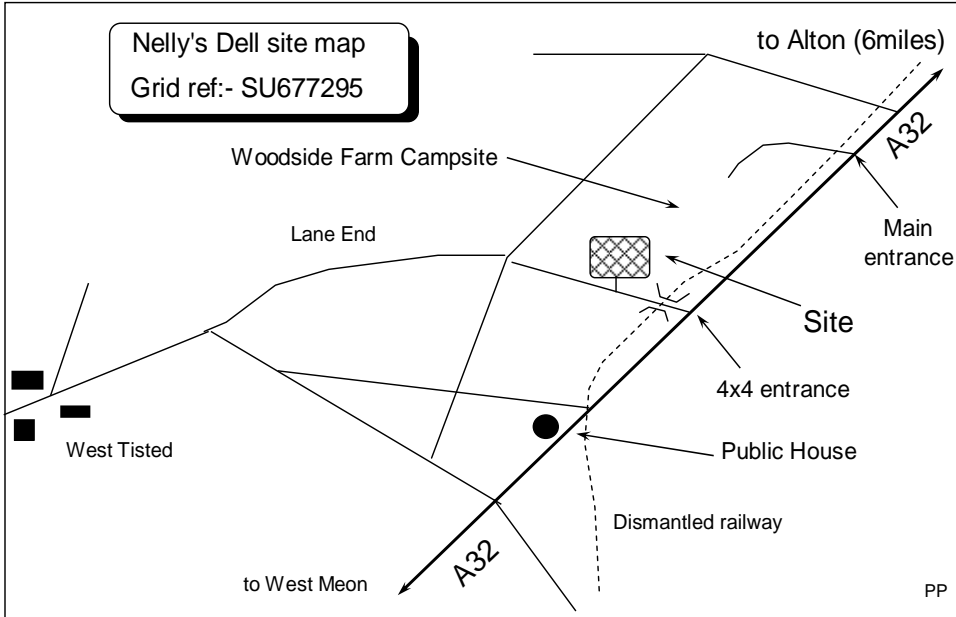 Nelly's Dell site map
Grid ref:- SU677295
to Alton (6miles)
A32
Woodside Farm Campsite
Main
entrance
Lane End
Site
4x4 entrance
West Tisted
Public House
Dismantled railway
A32
to West Meon
PP